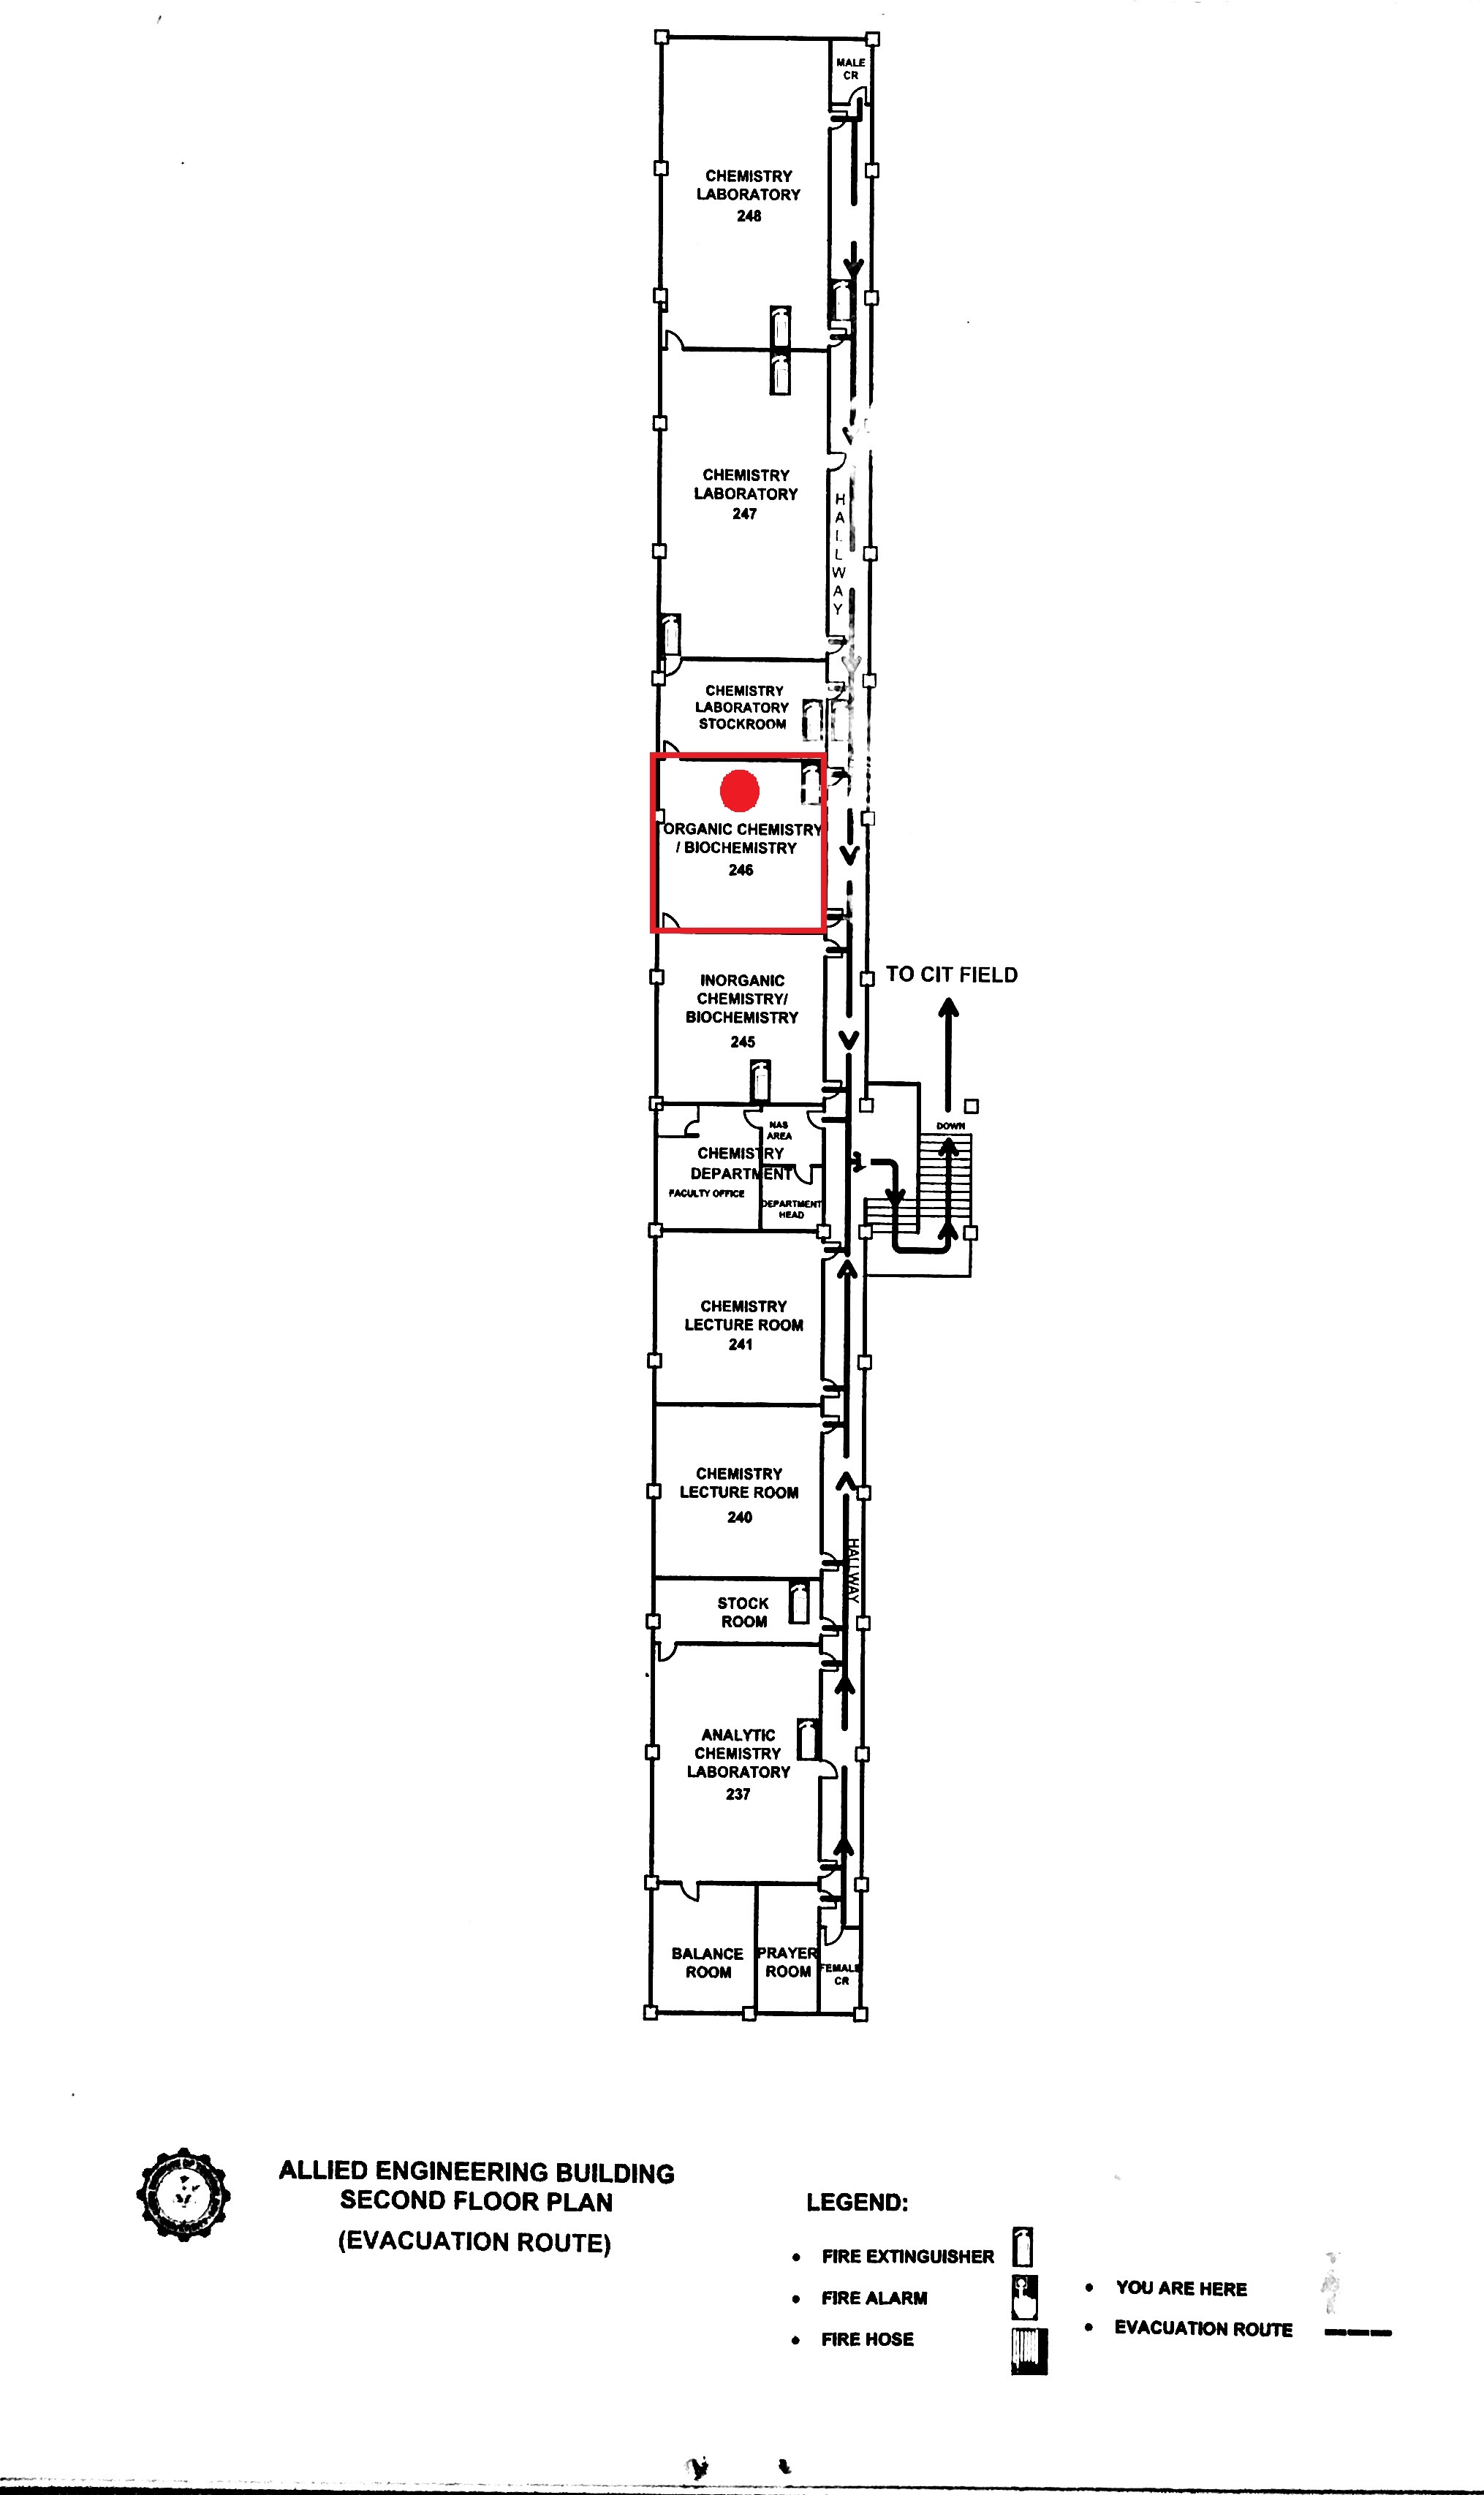 MALE
CR
CHEMISTRY
LABORATORY
248
CHEMISTRY
LABORATORY
247
HALLWAY
CHEMISTRY
LABORATORY
STOCKROOM
ORGANIC CHEMISTRY
/ BIOCHEMISTRY
246
INORGANIC
CHEMISTRY/
BIOCHEMISTRY
245
TO CIT FIELD
DOWN
NAS
AREA
CHEMISTRY
DEPARTMENT
FACULTY OFFICE
DEPARTMENT
HEAD
CHEMISTRY
LECTURE ROOM
241
CHEMISTRY
LECTURE ROOM
240
HALLWAY
STOCK
ROOM
ANALYTIC
CHEMISTRY
LABORATORY
237
BALANCE
ROOM
PRAYER
ROOM
FEMALE
CR
ALLIED ENGINEERING BUILDING
SECOND FLOOR PLAN
(EVACUATION ROUTE)
LEGEND:
• FIRE EXTINGUISHER
• FIRE ALARM
• FIRE HOSE
• YOU ARE HERE
• EVACUATION ROUTE